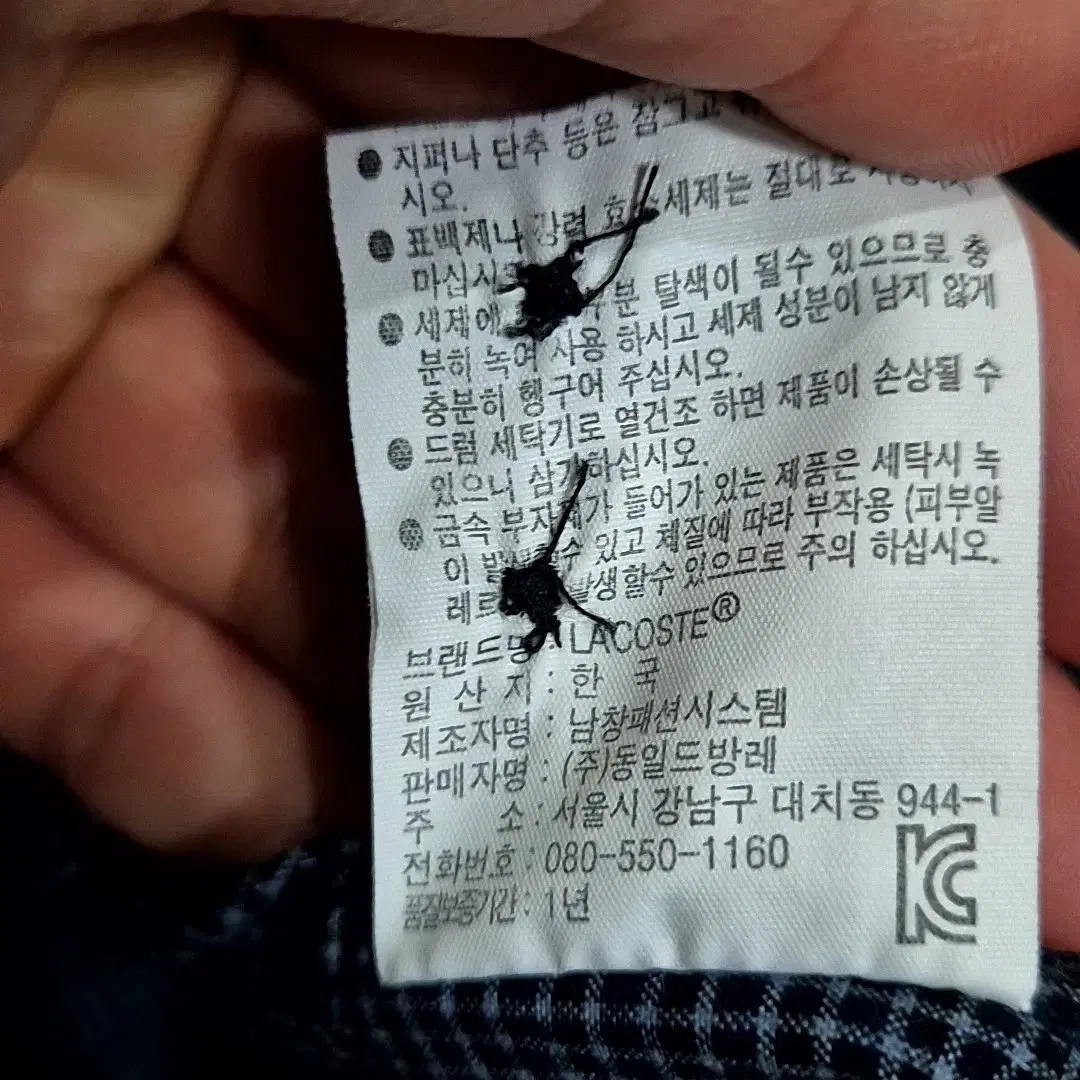 ● 지퍼나 단추 등은 잠그고
시오.
● 표백제나 강력 세제는 절대로
마십시오
● 세제에 탈색이 될수 있으므로 충
분히 녹여 사용 하시고 세제 성분이 남지 않게
충분히 헹구어 주십시오.
● 드럼 세탁기로 열건조 하면 제품이 손상될 수
있으니 삼가하십시오.
● 금속 부자재가 들어가 있는 제품은 세탁시 녹
이 수 있고 체질에 따라 부작용 (피부알
레르 발생할수 있으므로 주의 하십시오.
브랜드명 : LACOSTE®
원 산 지 : 한 국
제조자명 : 남창패션시스템
판매자명 : (주)동일드방레
주 소 : 서울시 강남구 대치동 944-1
전화번호 : 080-550-1160
품질보증기간 : 1년